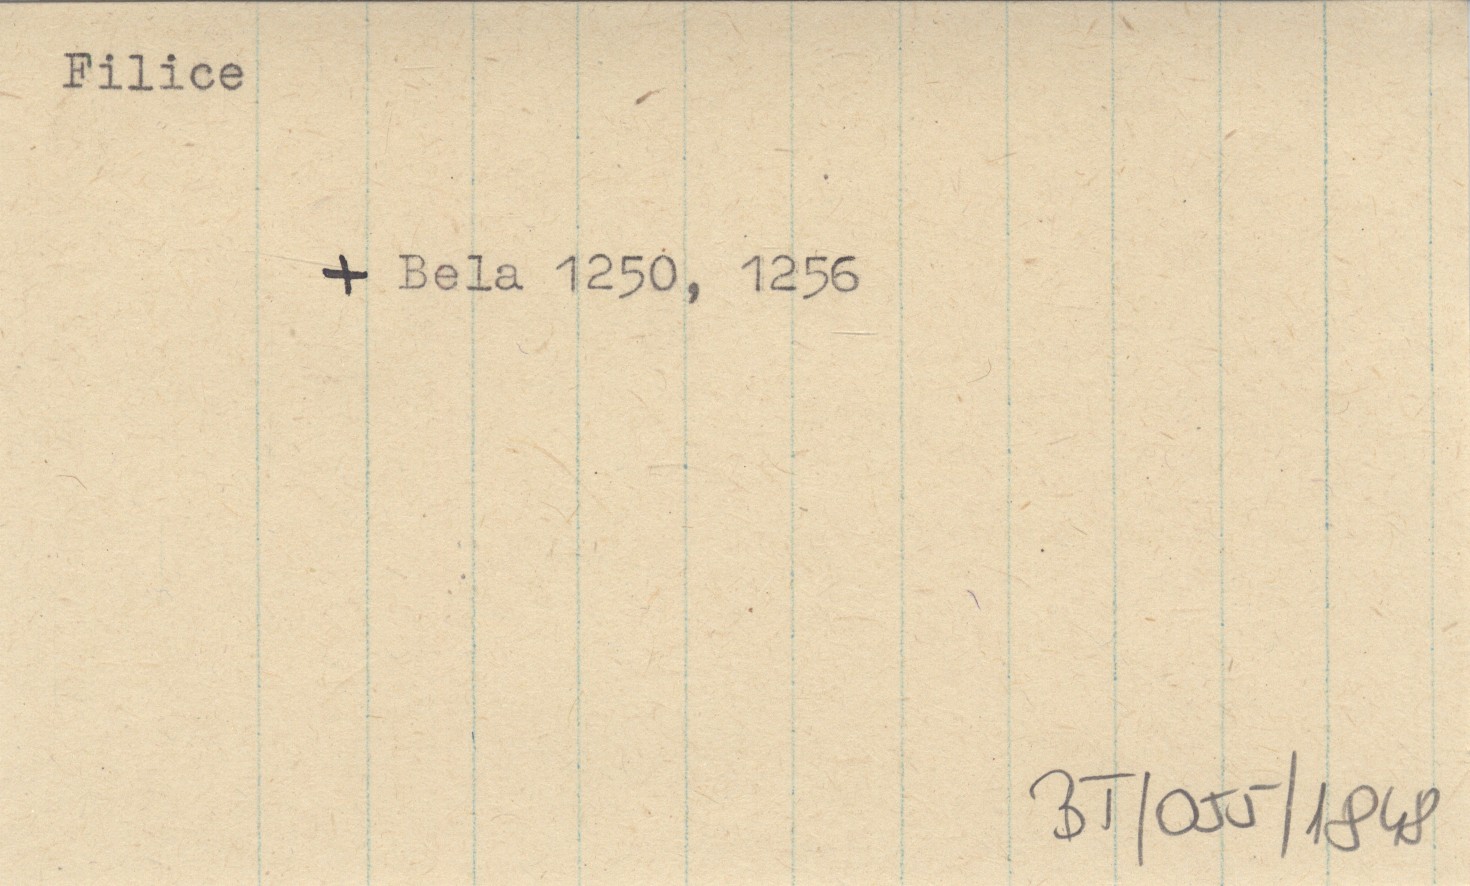 Filice
+ Bela 1250, 1256
BT/055/1848